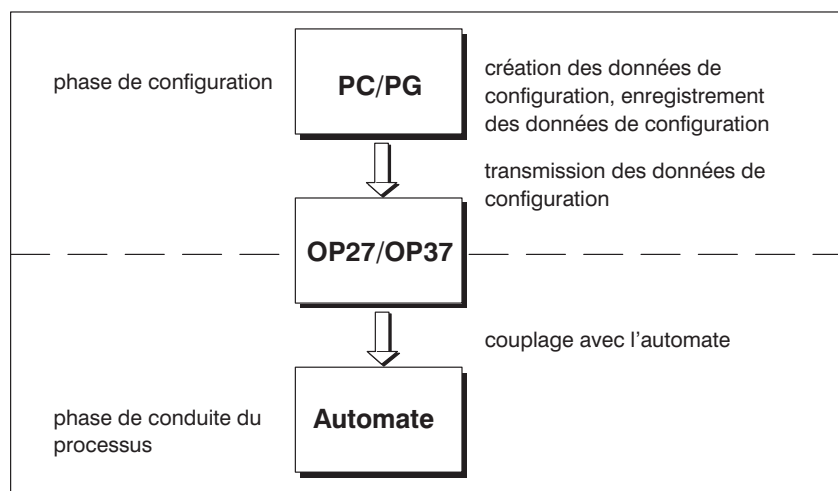 phase de configuration
PC/PG
création des données de
configuration, enregistrement
des données de configuration
transmission des données de
configuration
OP27/OP37
couplage avec l'automate
phase de conduite du
processus
Automate